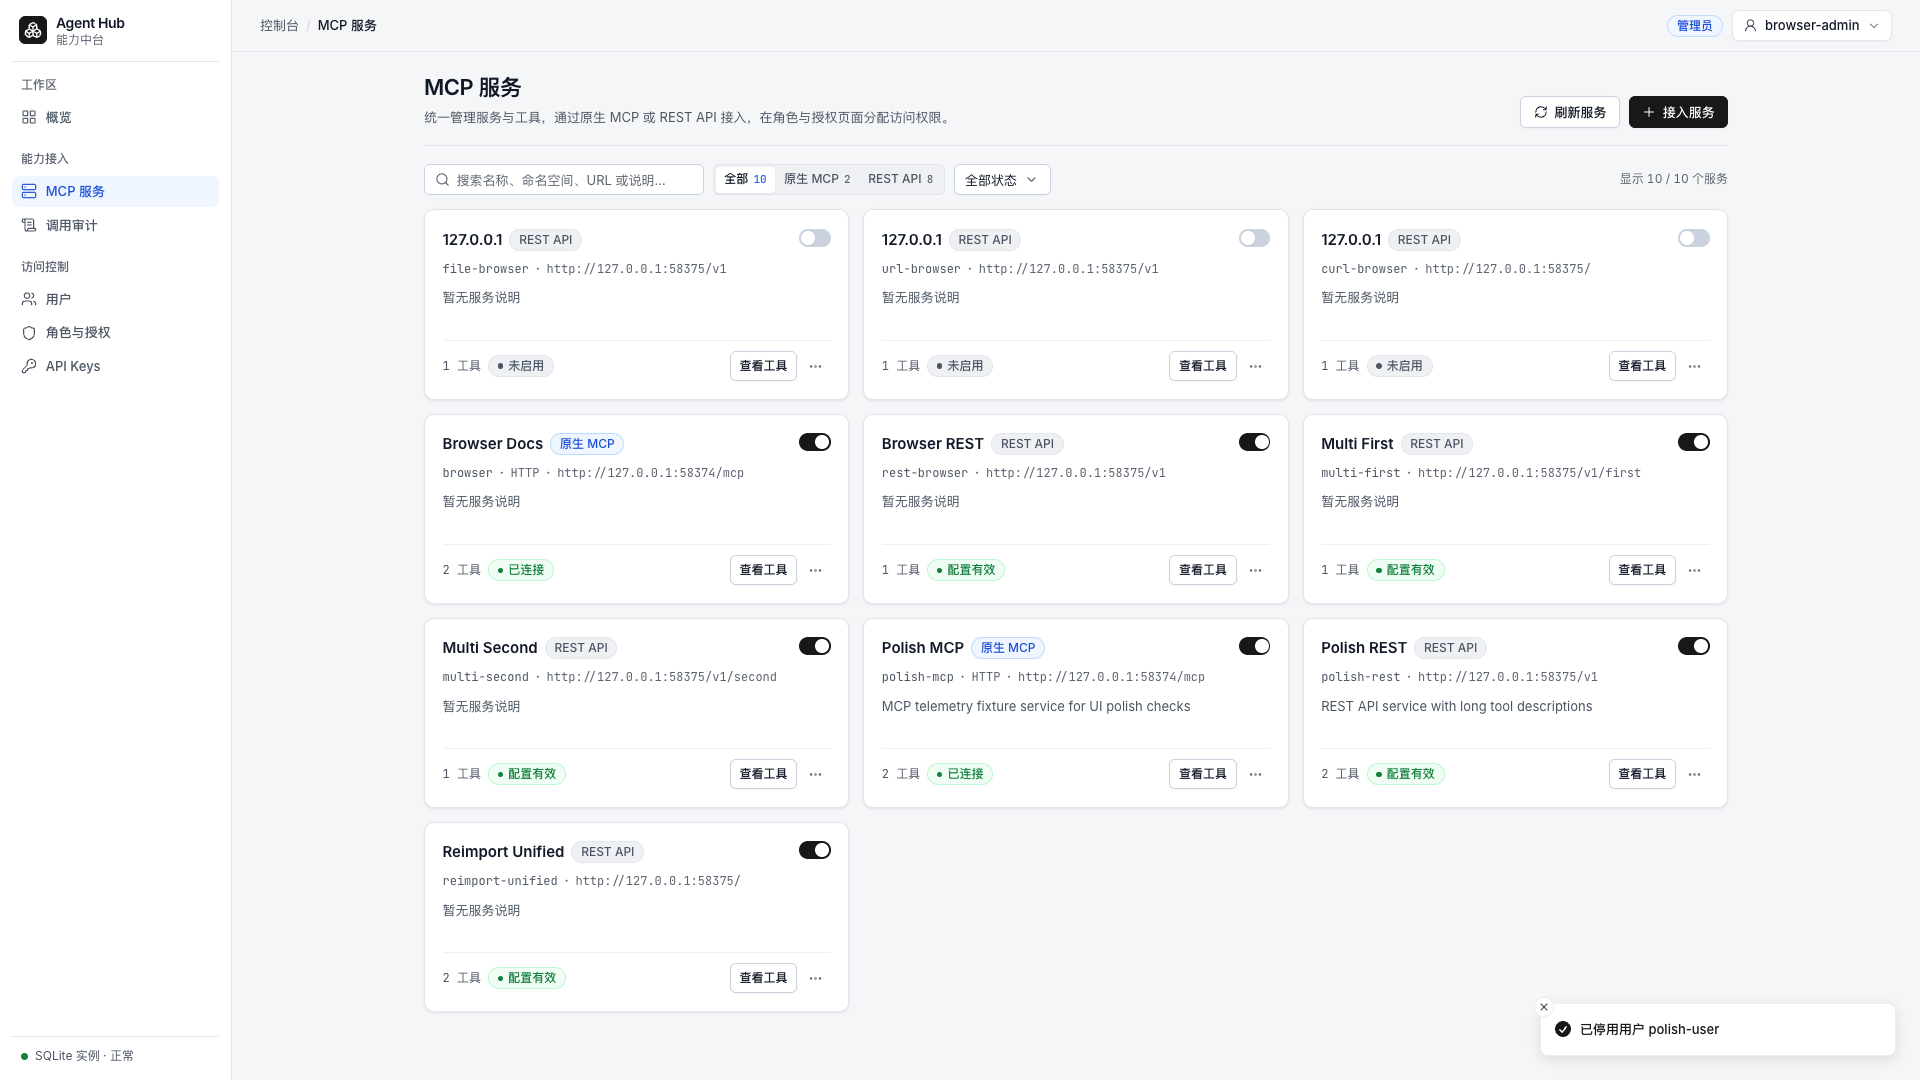 Agent Hub
能力中台
工作区
概览
能力接入
MCP 服务
调用审计
访问控制
用户
角色与授权
API Keys
SQLite 实例 · 正常
控制台 / MCP 服务
管理员
browser-admin
MCP 服务
统一管理服务与工具，通过原生 MCP 或 REST API 接入，在角色与授权页面分配访问权限。
刷新服务
接入服务
搜索名称、命名空间、URL 或说明...
全部 10 原生 MCP 2 REST API 8
全部状态
显示 10 / 10 个服务
127.0.0.1 REST API
file-browser · http://127.0.0.1:58375/v1
暂无服务说明
1 工具 未启用 查看工具 ···
127.0.0.1 REST API
url-browser · http://127.0.0.1:58375/v1
暂无服务说明
1 工具 未启用 查看工具 ···
127.0.0.1 REST API
curl-browser · http://127.0.0.1:58375/
暂无服务说明
1 工具 未启用 查看工具 ···
Browser Docs 原生 MCP
browser · HTTP · http://127.0.0.1:58374/mcp
暂无服务说明
2 工具 已连接 查看工具 ···
Browser REST REST API
rest-browser · http://127.0.0.1:58375/v1
暂无服务说明
1 工具 配置有效 查看工具 ···
Multi First REST API
multi-first · http://127.0.0.1:58375/v1/first
暂无服务说明
1 工具 配置有效 查看工具 ···
Multi Second REST API
multi-second · http://127.0.0.1:58375/v1/second
暂无服务说明
1 工具 配置有效 查看工具 ···
Polish MCP 原生 MCP
polish-mcp · HTTP · http://127.0.0.1:58374/mcp
MCP telemetry fixture service for UI polish checks
2 工具 已连接 查看工具 ···
Polish REST REST API
polish-rest · http://127.0.0.1:58375/v1
REST API service with long tool descriptions
2 工具 配置有效 查看工具 ···
Reimport Unified REST API
reimport-unified · http://127.0.0.1:58375/
暂无服务说明
2 工具 配置有效 查看工具 ···
已停用用户 polish-user